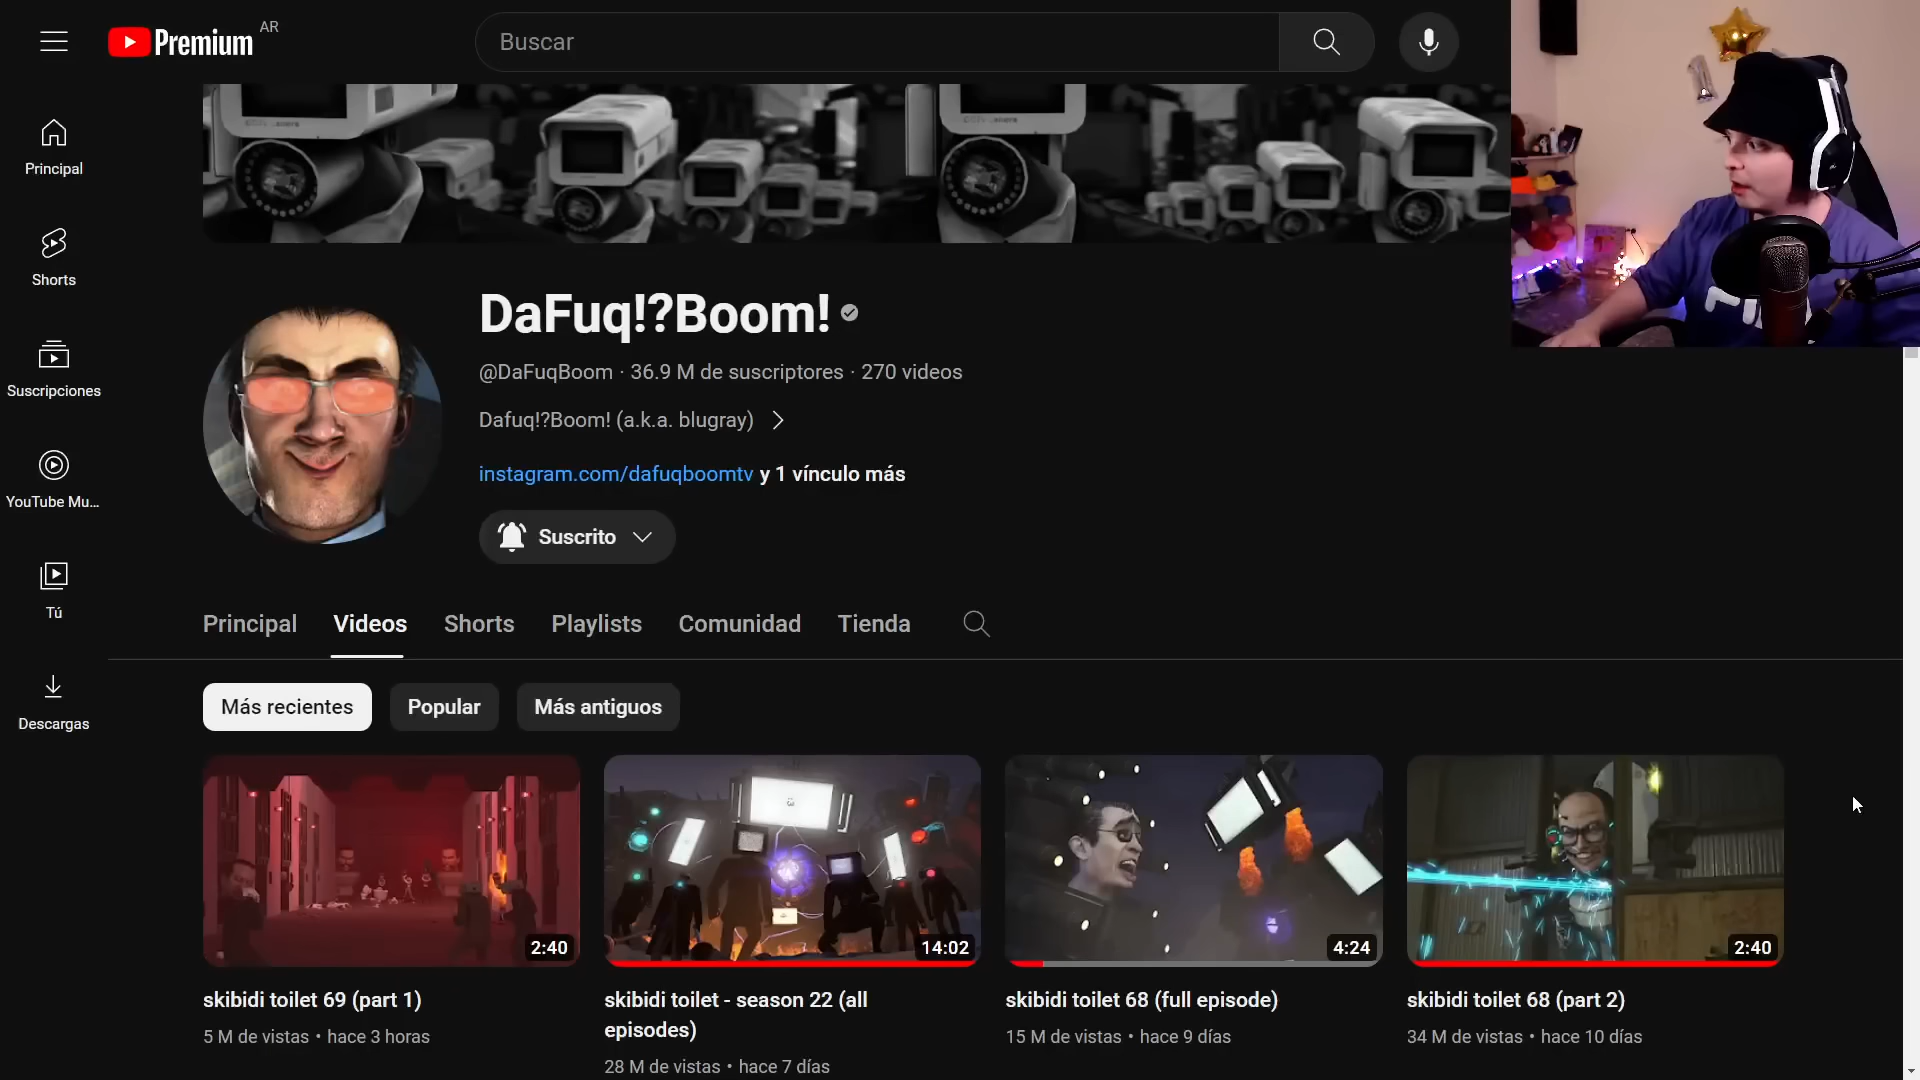 Premium AR
Buscar
Principal
Shorts
Suscripciones
YouTube Mu...
Tú
Descargas
DaFuq!?Boom!
@DaFuqBoom · 36.9 M de suscriptores · 270 videos
Dafuq!?Boom! (a.k.a. blugray)
instagram.com/dafuqboomtv y 1 vínculo más
Suscrito
Principal Videos Shorts Playlists Comunidad Tienda
Más recientes Popular Más antiguos
2:40
14:02
4:24
2:40
skibidi toilet 69 (part 1)
5 M de vistas • hace 3 horas
skibidi toilet - season 22 (all
episodes)
28 M de vistas • hace 7 días
skibidi toilet 68 (full episode)
15 M de vistas • hace 9 días
skibidi toilet 68 (part 2)
34 M de vistas • hace 10 días